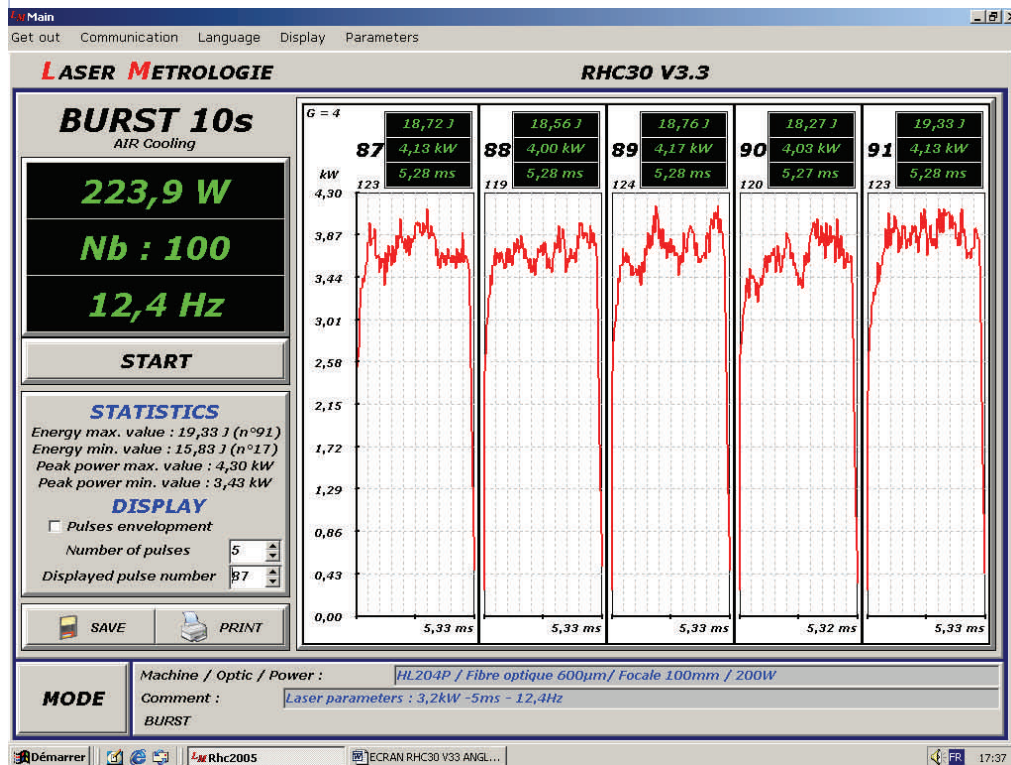 LM Main
Get out Communication Language Display Parameters
LASER METROLOGIE RHC30 V3.3
BURST 10s
AIR Cooling
223,9 W
Nb : 100
12,4 Hz
START
STATISTICS
Energy max. value : 19,33 J (n°91)
Energy min. value : 15,83 J (n°17)
Peak power max. value : 4,30 kW
Peak power min. value : 3,43 kW
DISPLAY
Pulses envelopment
Number of pulses 5
Displayed pulse number 87
SAVE PRINT
G = 4
87 18,72 J 4,13 kW 5,28 ms 123
88 18,56 J 4,00 kW 5,28 ms 119
89 18,76 J 4,17 kW 5,28 ms 124
90 18,27 J 4,03 kW 5,27 ms 120
91 19,33 J 4,13 kW 5,28 ms 123
kW
4,30
3,87
3,44
3,01
2,58
2,15
1,72
1,29
0,86
0,43
0,00
5,33 ms 5,33 ms 5,33 ms 5,32 ms 5,33 ms
MODE
Machine / Optic / Power : HL204P / Fibre optique 600µm/ Focale 100mm / 200W
Comment : Laser parameters : 3,2kW -5ms - 12,4Hz
BURST
Démarrer LM Rhc2005 ECRAN RHC30 V33 ANGL... FR 17:37